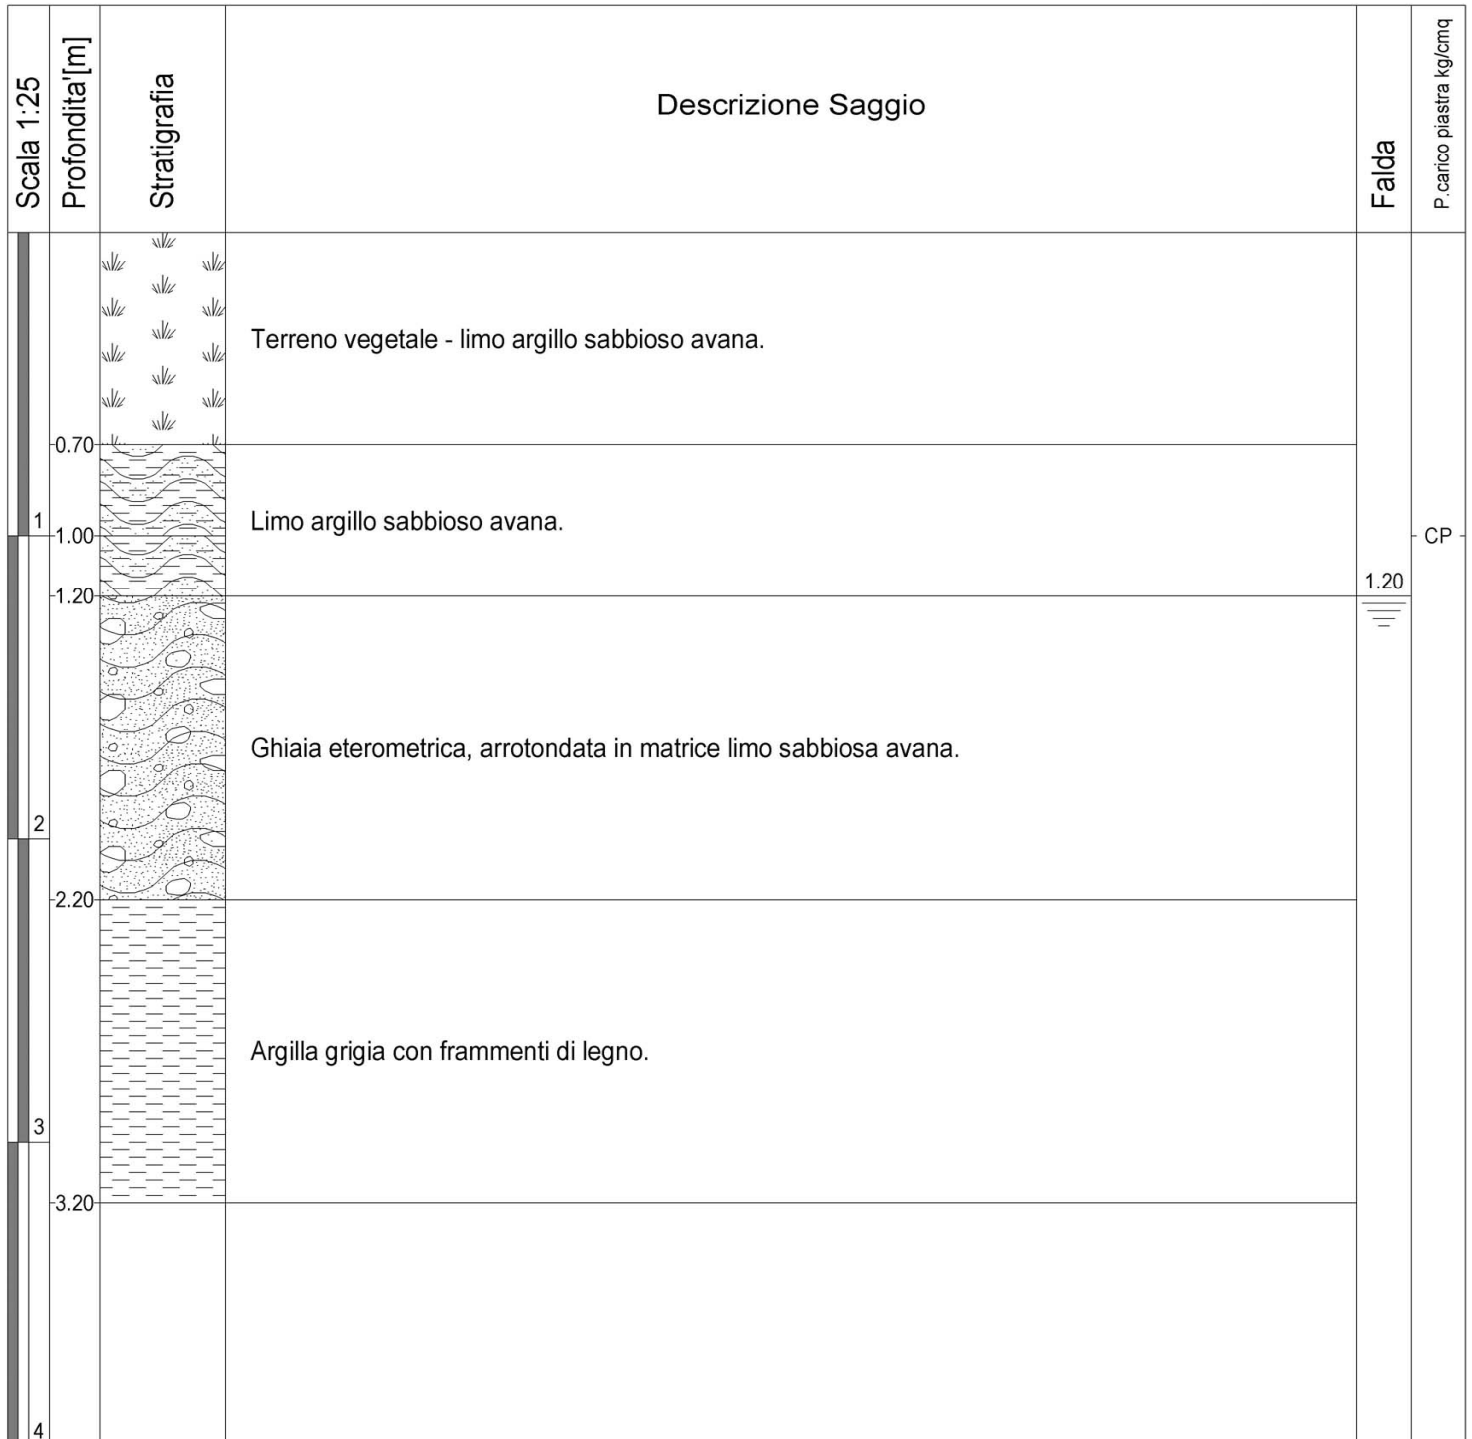 Scala 1:25
Profondita'[m]
Stratigrafia
Descrizione Saggio
Falda
P.carico piastra kg/cmq
Terreno vegetale - limo argillo sabbioso avana.
0.70
Limo argillo sabbioso avana.
1
1.00
CP
1.20
1.20
Ghiaia eterometrica, arrotondata in matrice limo sabbiosa avana.
2
2.20
Argilla grigia con frammenti di legno.
3
3.20
4